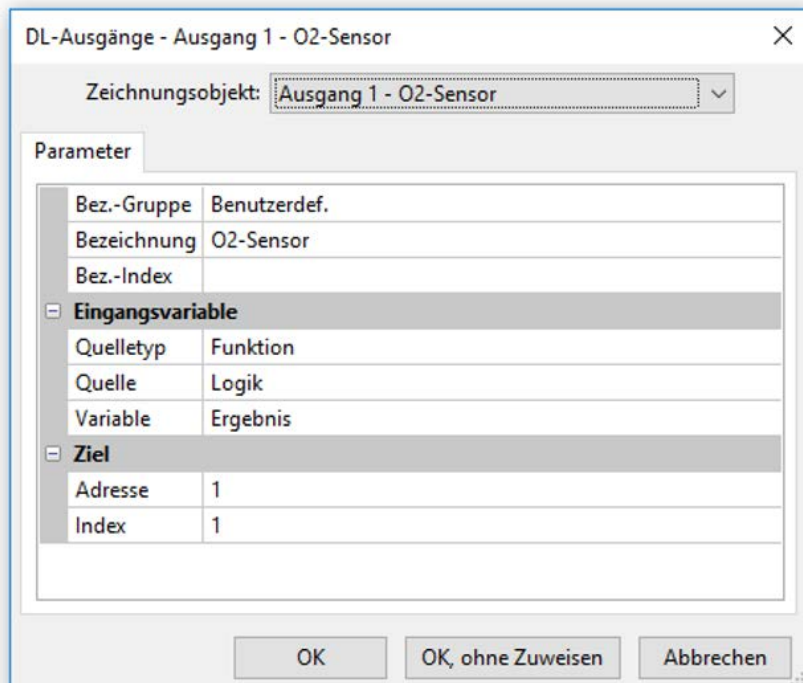 DL-Ausgänge - Ausgang 1 - O2-Sensor
Zeichnungsobjekt: Ausgang 1 - O2-Sensor
Parameter
Bez.-Gruppe Benutzerdef.
Bezeichnung O2-Sensor
Bez.-Index
Eingangsvariable
Quelletyp Funktion
Quelle Logik
Variable Ergebnis
Ziel
Adresse 1
Index 1
OK OK, ohne Zuweisen Abbrechen